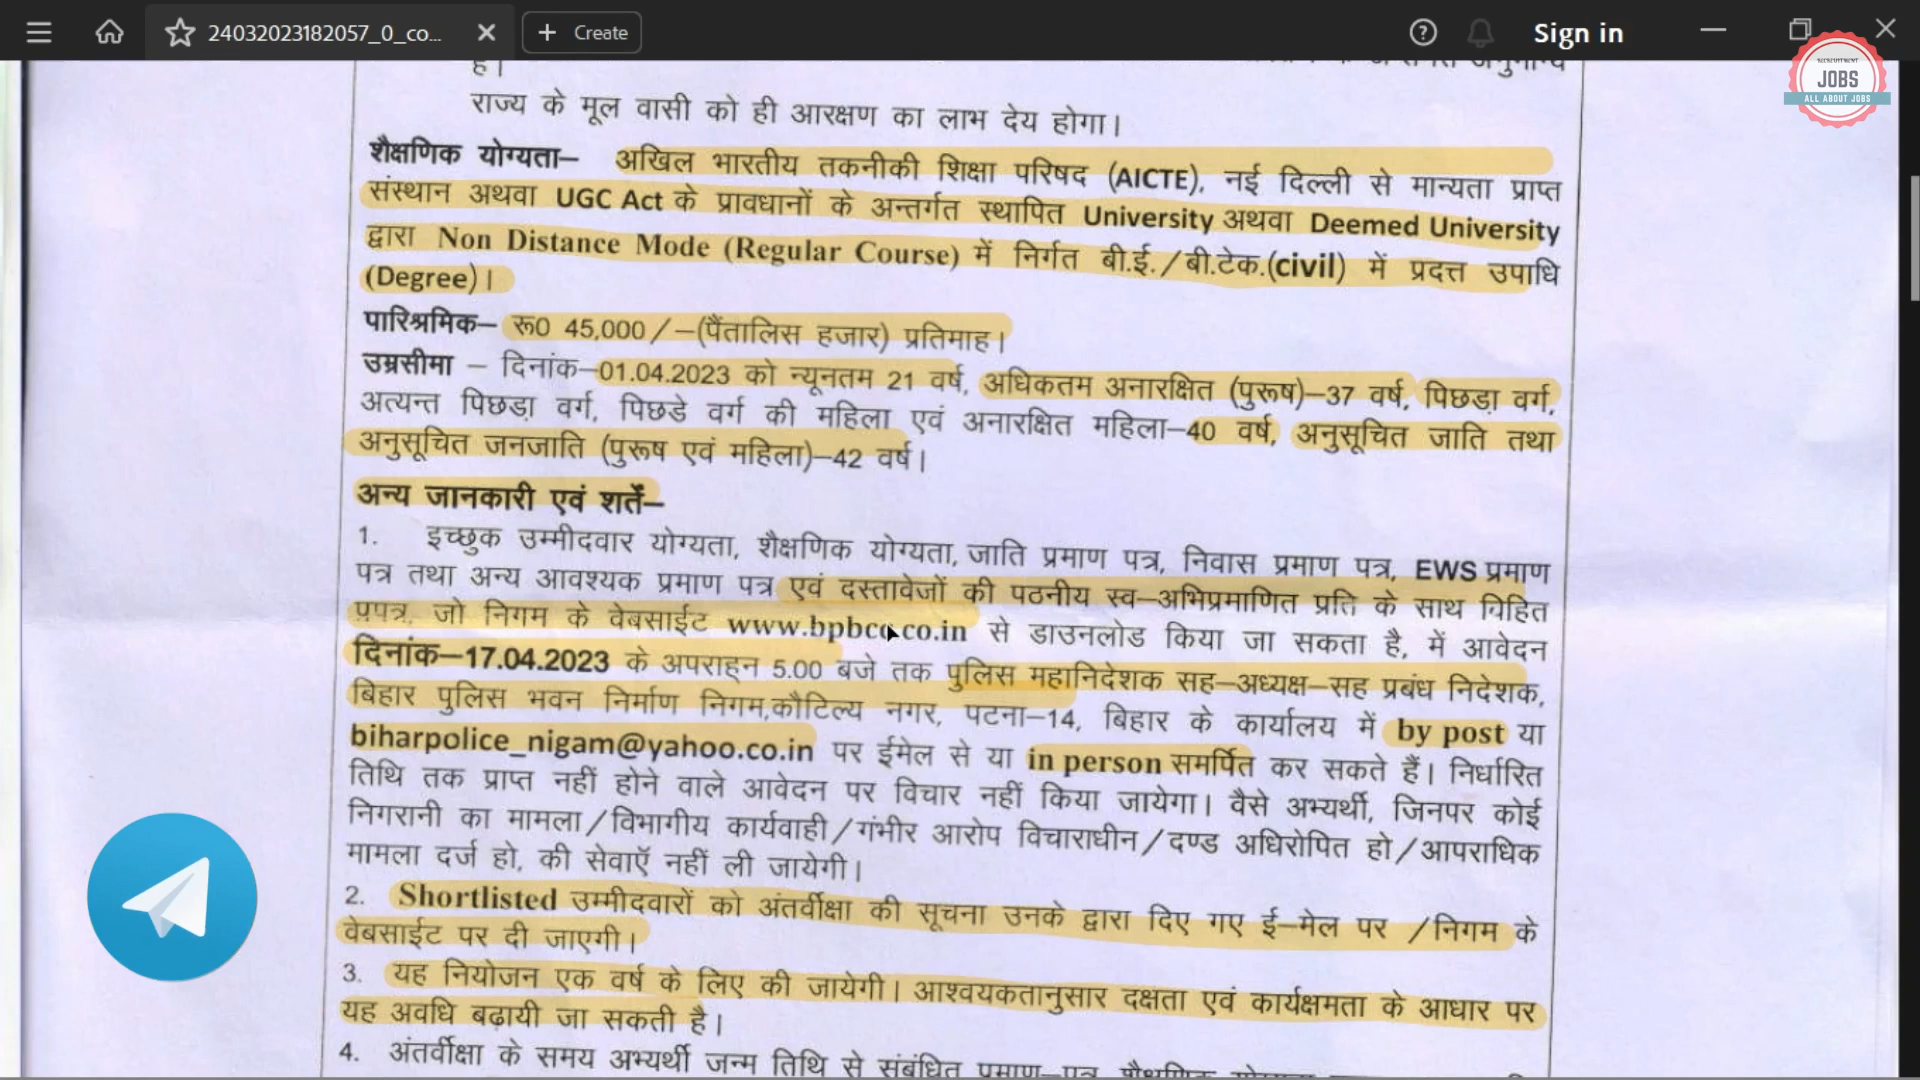 24032023182057_0_co...
Create
Sign in
RECRUITMENT
JOBS
ALL ABOUT JOBS
है।
राज्य के मूल वासी को ही आरक्षण का लाभ देय होगा।
शैक्षणिक योग्यता– अखिल भारतीय तकनीकी शिक्षा परिषद (AICTE), नई दिल्ली से मान्यता प्राप्त
संस्थान अथवा UGC Act के प्रावधानों के अन्तर्गत स्थापित University अथवा Deemed University
द्वारा Non Distance Mode (Regular Course) में निर्गत बी.ई./बी.टेक.(civil) में प्रदत्त उपाधि
(Degree)।
पारिश्रमिक– रू0 45,000/–(पैंतालिस हजार) प्रतिमाह।
उम्रसीमा – दिनांक–01.04.2023 को न्यूनतम 21 वर्ष, अधिकतम अनारक्षित (पुरूष)–37 वर्ष, पिछड़ा वर्ग,
अत्यन्त पिछड़ा वर्ग, पिछडे वर्ग की महिला एवं अनारक्षित महिला–40 वर्ष, अनुसूचित जाति तथा
अनुसूचित जनजाति (पुरूष एवं महिला)–42 वर्ष।
अन्य जानकारी एवं शर्तें–
1. इच्छुक उम्मीदवार योग्यता, शैक्षणिक योग्यता, जाति प्रमाण पत्र, निवास प्रमाण पत्र, EWS प्रमाण
पत्र तथा अन्य आवश्यक प्रमाण पत्र एवं दस्तावेजों की पठनीय स्व–अभिप्रमाणित प्रति के साथ विहित
प्रपत्र, जो निगम के वेबसाईट www.bpbcc.co.in से डाउनलोड किया जा सकता है, में आवेदन
दिनांक–17.04.2023 के अपराह्न 5.00 बजे तक पुलिस महानिदेशक सह–अध्यक्ष–सह प्रबंध निदेशक,
बिहार पुलिस भवन निर्माण निगम,कौटिल्य नगर, पटना–14, बिहार के कार्यालय में by post या
biharpolice_nigam@yahoo.co.in पर ईमेल से या in person समर्पित कर सकते हैं। निर्धारित
तिथि तक प्राप्त नहीं होने वाले आवेदन पर विचार नहीं किया जायेगा। वैसे अभ्यर्थी, जिनपर कोई
निगरानी का मामला/विभागीय कार्यवाही/गंभीर आरोप विचाराधीन/दण्ड अधिरोपित हो/आपराधिक
मामला दर्ज हो, की सेवाएँ नहीं ली जायेगी।
2. Shortlisted उम्मीदवारों को अंतर्वीक्षा की सूचना उनके द्वारा दिए गए ई–मेल पर /निगम के
वेबसाईट पर दी जाएगी।
3. यह नियोजन एक वर्ष के लिए की जायेगी। आश्वयकतानुसार दक्षता एवं कार्यक्षमता के आधार पर
यह अवधि बढ़ायी जा सकती है।
4. अंतर्वीक्षा के समय अभ्यर्थी जन्म तिथि से संबंधित प्रमाण–पत्र, शैक्षणिक